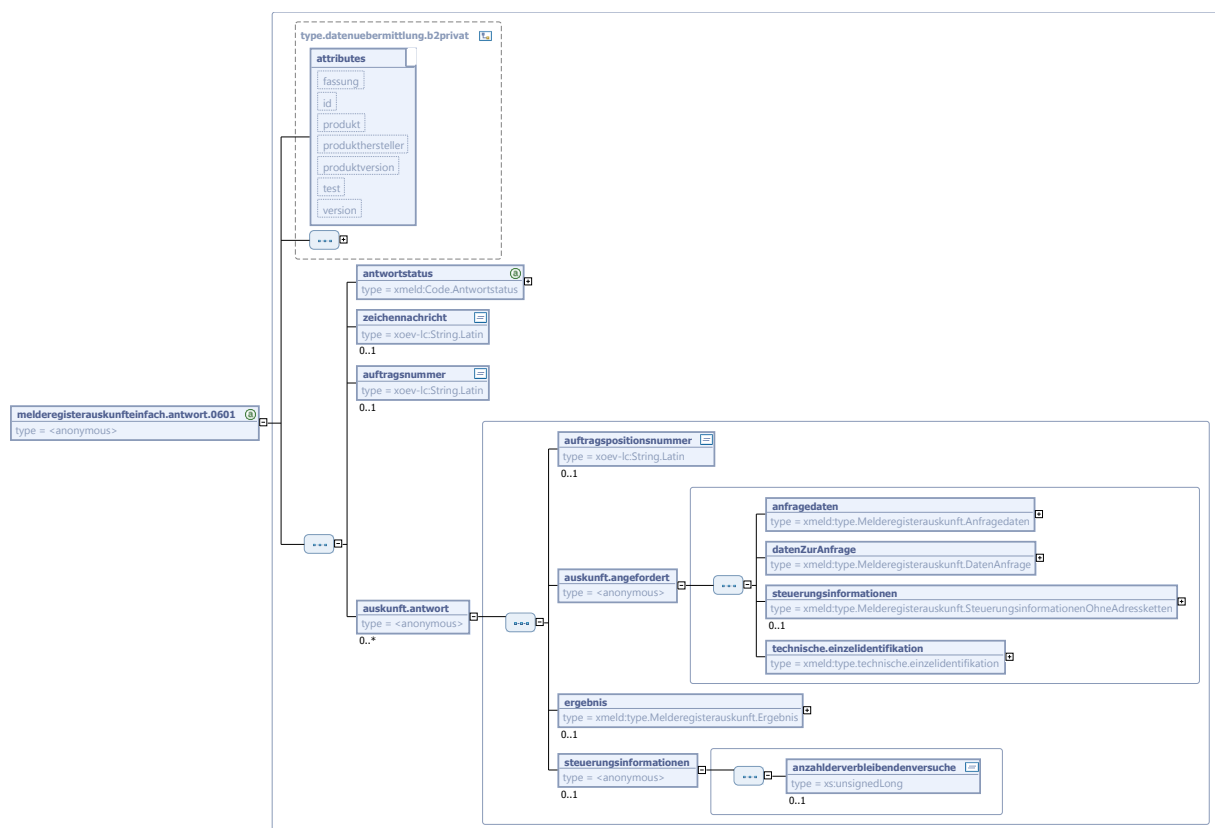 type.datenuebermittlung.b2privat
attributes
fassung
id
produkt
produkthersteller
produktversion
test
version
antwortstatus
type = xmeld:Code.Antwortstatus
zeichennachricht
type = xoev-lc:String.Latin
0..1
auftragsnummer
type = xoev-lc:String.Latin
0..1
melderegisterauskunfteinfach.antwort.0601
type = <anonymous>
auftragspositionsnummer
type = xoev-lc:String.Latin
0..1
anfragedaten
type = xmeld:type.Melderegisterauskunft.Anfragedaten
datenZurAnfrage
type = xmeld:type.Melderegisterauskunft.DatenAnfrage
auskunft.angefordert
type = <anonymous>
steuerungsinformationen
type = xmeld:type.Melderegisterauskunft.SteuerungsinformationenOhneAdressketten
0..1
auskunft.antwort
type = <anonymous>
0..*
technische.einzelidentifikation
type = xmeld:type.technische.einzelidentifikation
ergebnis
type = xmeld:type.Melderegisterauskunft.Ergebnis
0..1
steuerungsinformationen
type = <anonymous>
0..1
anzahlderverbleibendenversuche
type = xs:unsignedLong
0..1